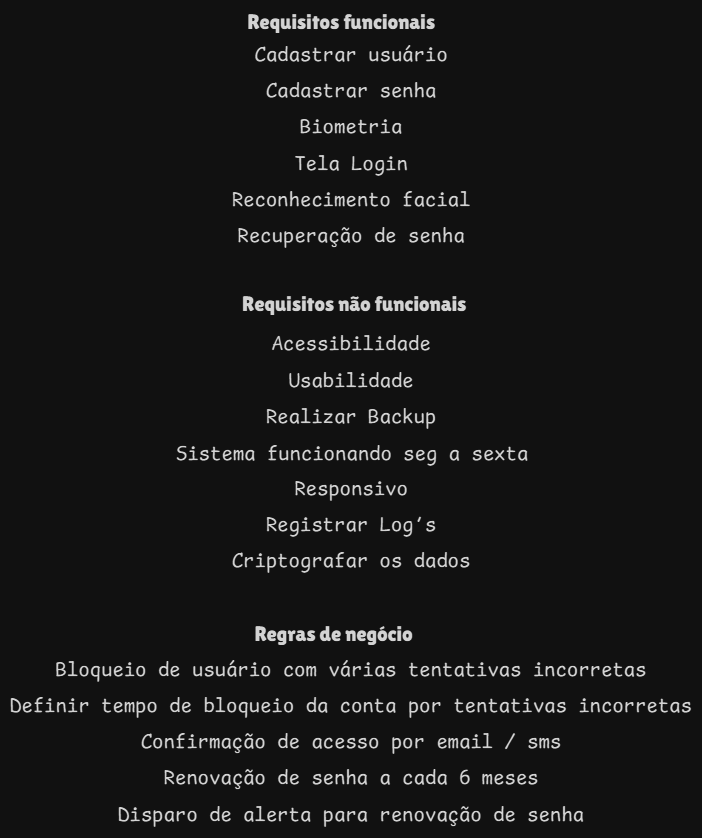 Requisitos funcionais
Cadastrar usuário
Cadastrar senha
Biometria
Tela Login
Reconhecimento facial
Recuperação de senha
Requisitos não funcionais
Acessibilidade
Usabilidade
Realizar Backup
Sistema funcionando seg a sexta
Responsivo
Registrar Log's
Criptografar os dados
Regras de negócio
Bloqueio de usuário com várias tentativas incorretas
Definir tempo de bloqueio da conta por tentativas incorretas
Confirmação de acesso por email / sms
Renovação de senha a cada 6 meses
Disparo de alerta para renovação de senha